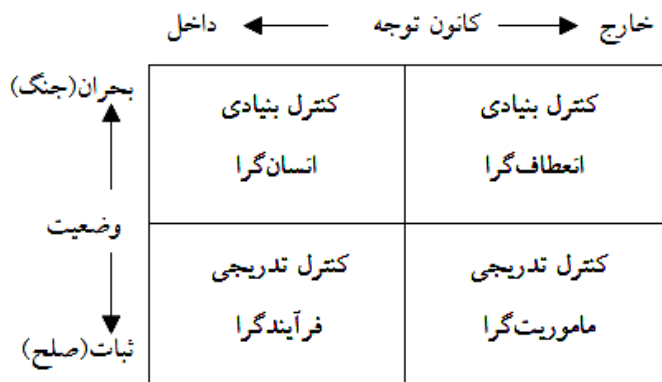 خارج کانون توجه داخل
بحران(جنگ)
کنترل بنیادی
انعطاف‌گرا
کنترل بنیادی
انسان‌گرا
وضعیت
کنترل تدریجی
ماموریت‌گرا
کنترل تدریجی
فرآیندگرا
ثبات(صلح)